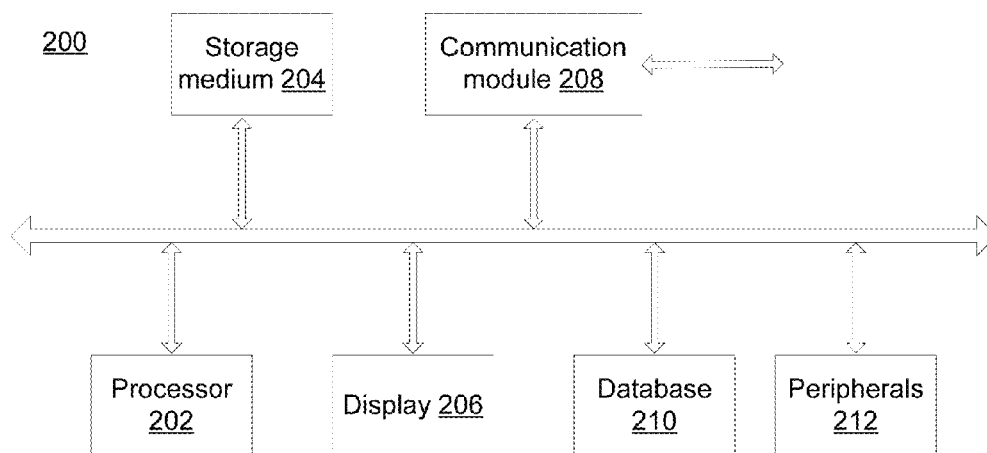 200
Storage
medium 204
Communication
module 208
Processor
202
Display 206
Database
210
Peripherals
212